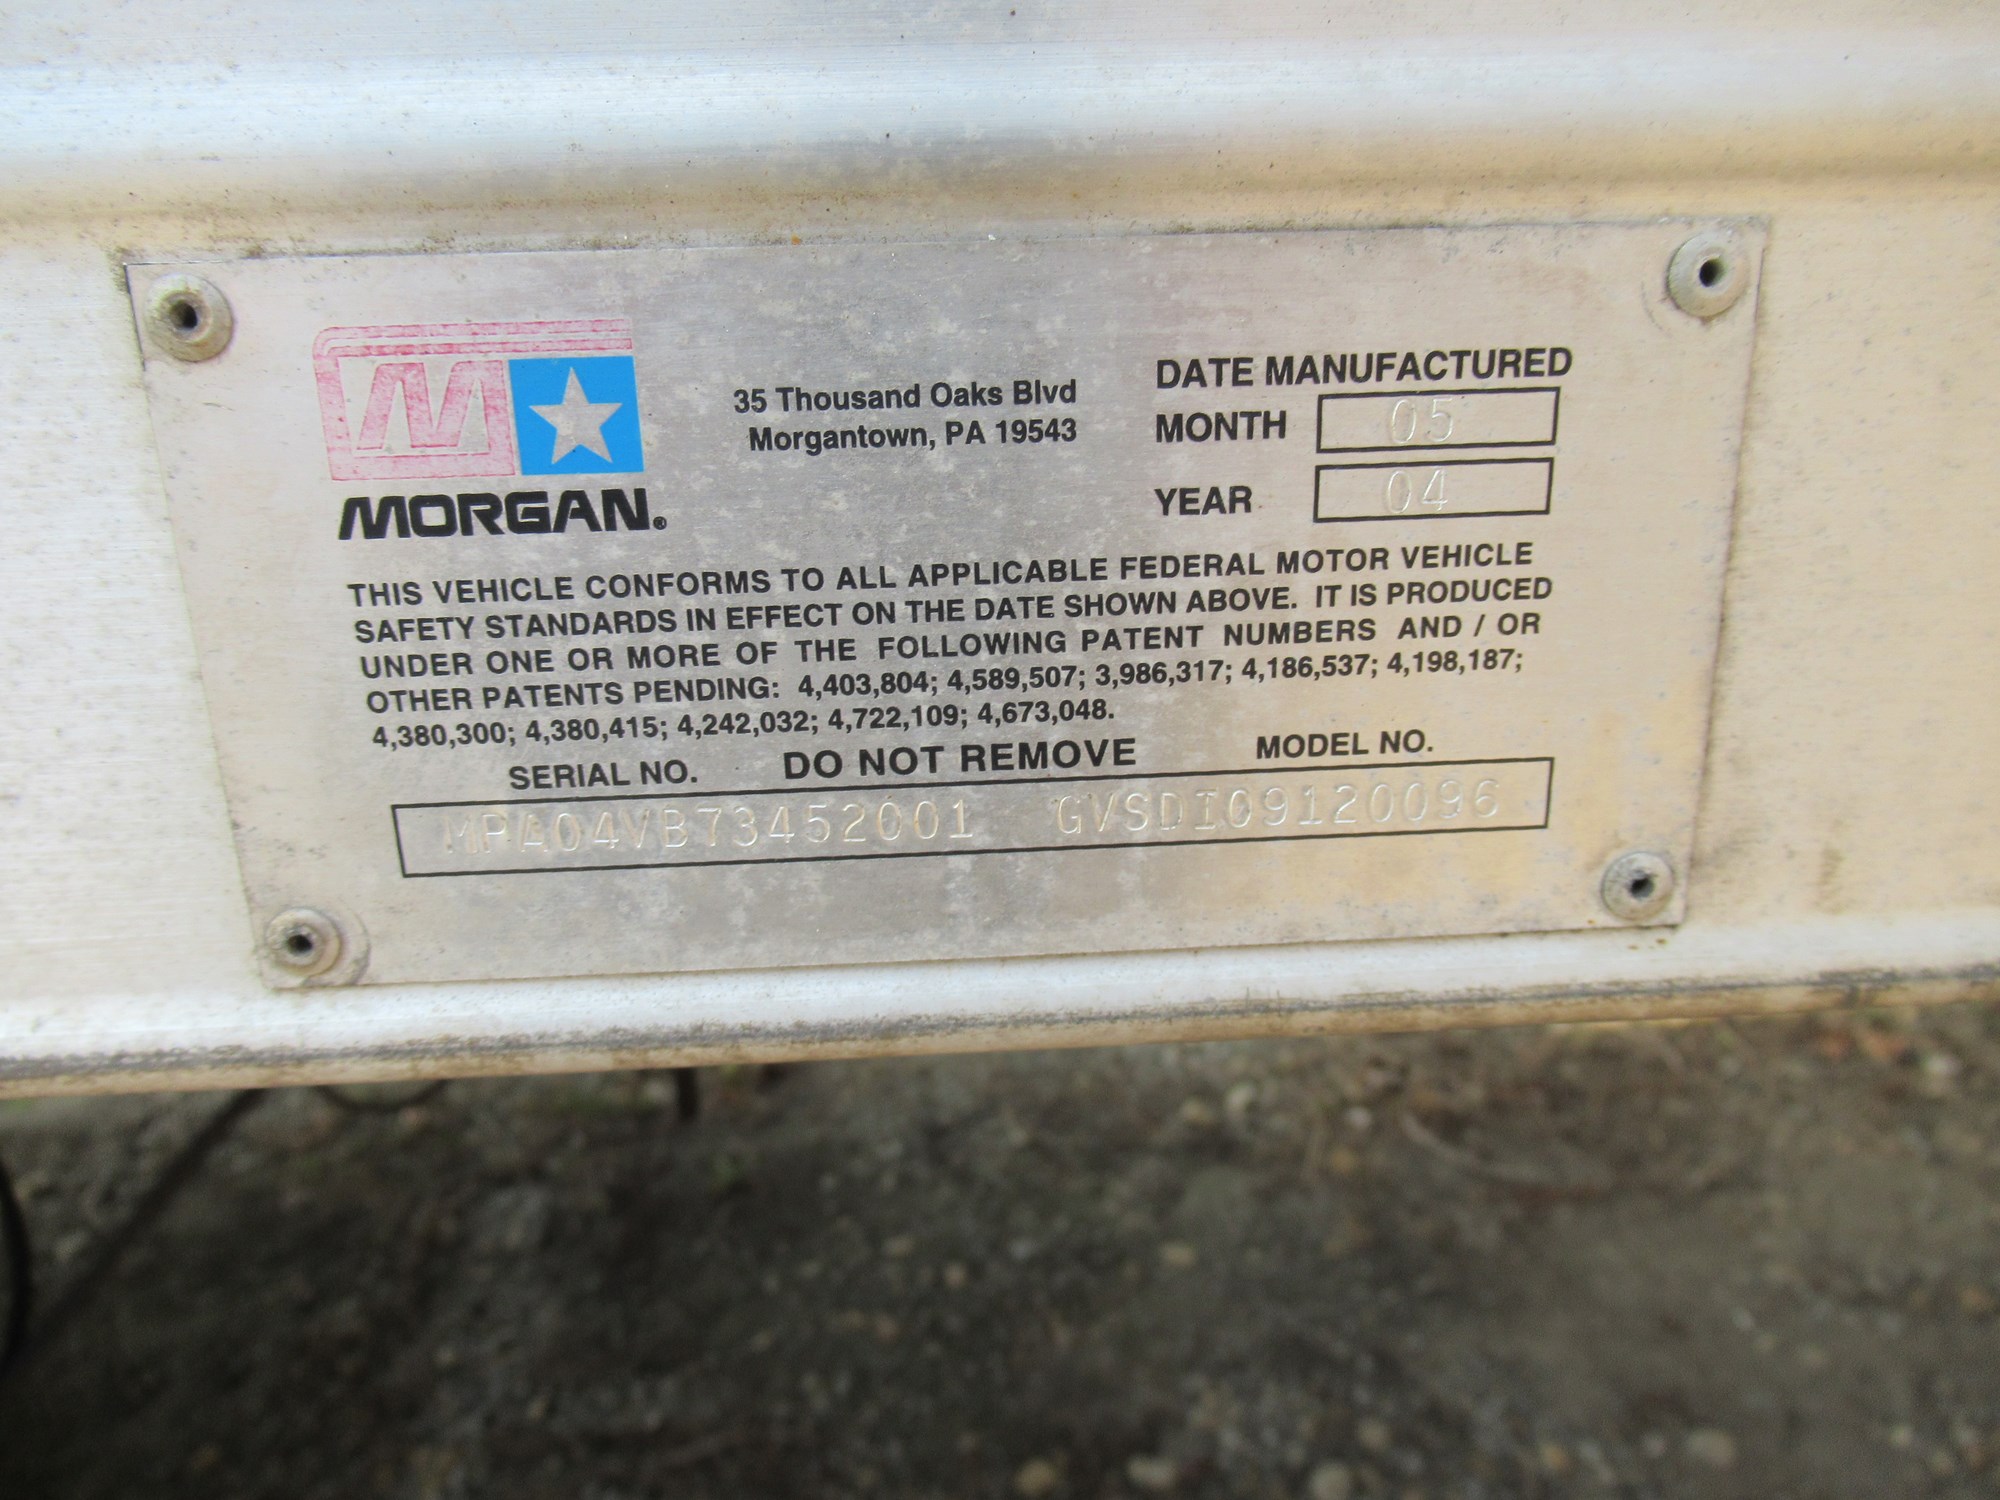 M
MORGAN®
35 Thousand Oaks Blvd
Morgantown, PA 19543
DATE MANUFACTURED
MONTH 05
YEAR 04
THIS VEHICLE CONFORMS TO ALL APPLICABLE FEDERAL MOTOR VEHICLE
SAFETY STANDARDS IN EFFECT ON THE DATE SHOWN ABOVE. IT IS PRODUCED
UNDER ONE OR MORE OF THE FOLLOWING PATENT NUMBERS AND / OR
OTHER PATENTS PENDING: 4,403,804; 4,589,507; 3,986,317; 4,186,537; 4,198,187;
4,380,300; 4,380,415; 4,242,032; 4,722,109; 4,673,048.
SERIAL NO. DO NOT REMOVE MODEL NO.
MPA04VB73452001 GVSDI09120096